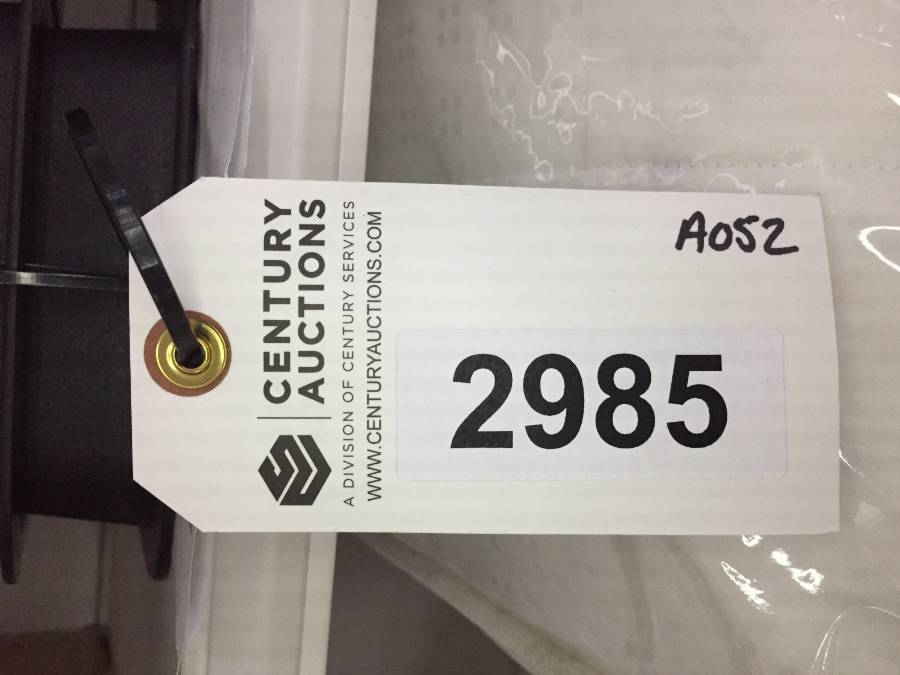 CENTURY
AUCTIONS
A DIVISION OF CENTURY SERVICES
WWW.CENTURYAUCTIONS.COM
A052
2985